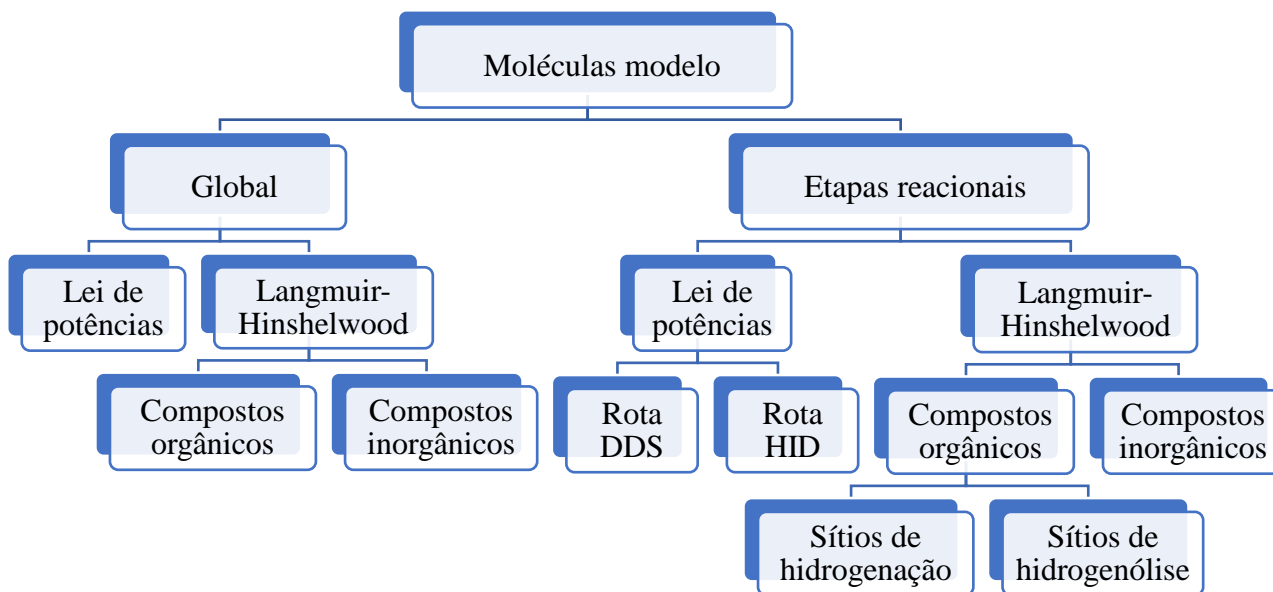 Moléculas modelo
Global
Etapas reacionais
Lei de
potências
Langmuir-
Hinshelwood
Lei de
potências
Langmuir-
Hinshelwood
Compostos
orgânicos
Compostos
inorgânicos
Rota
DDS
Rota
HID
Compostos
orgânicos
Compostos
inorgânicos
Sítios de
hidrogenação
Sítios de
hidrogenólise